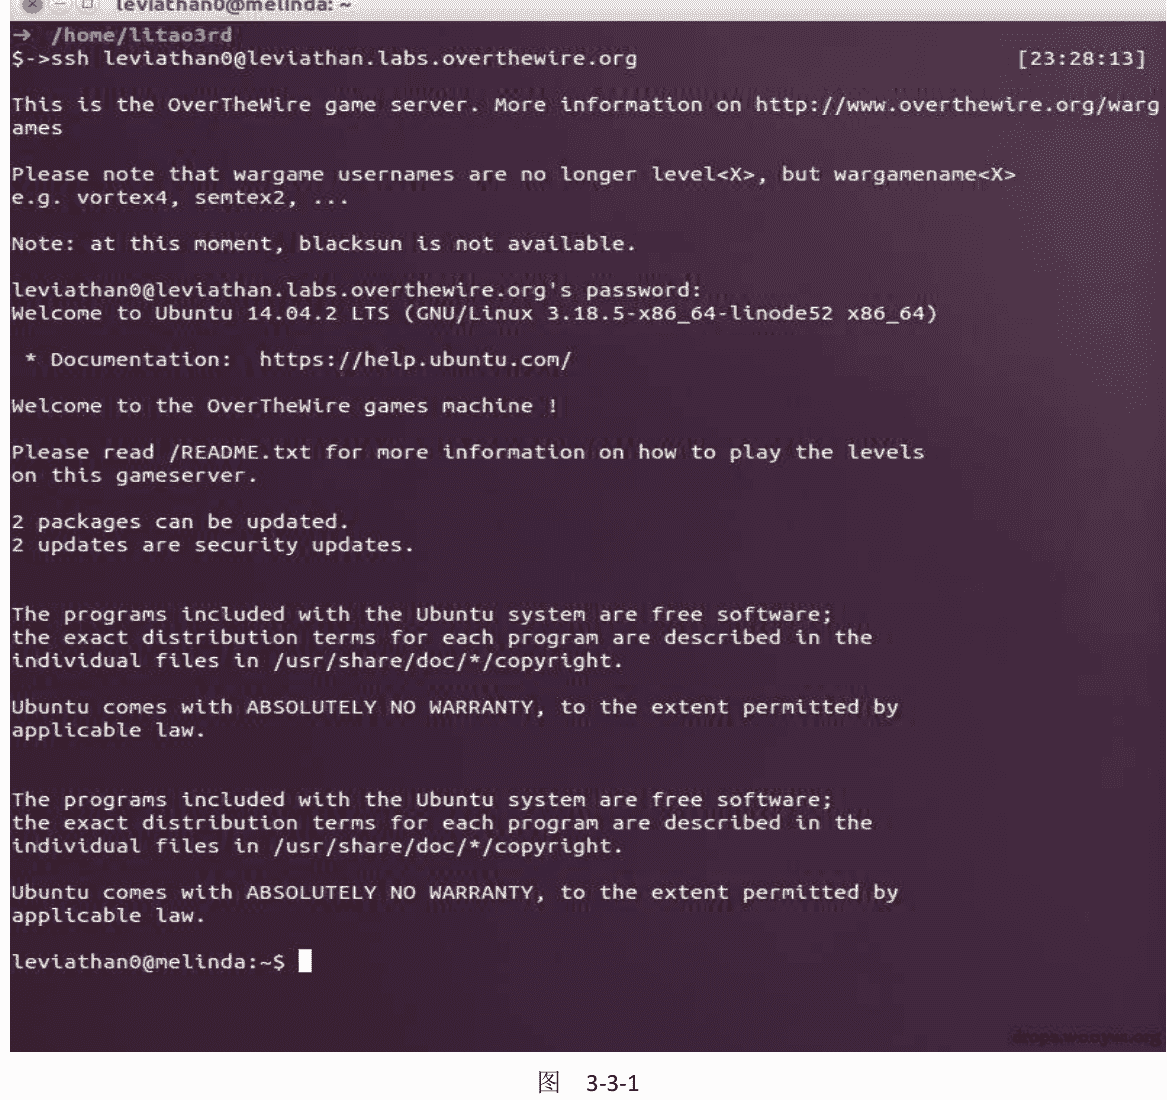 leviathan0@melinda: ~
→ /home/litao3rd
$->ssh leviathan0@leviathan.labs.overthewire.org [23:28:13]
This is the OverTheWire game server. More information on http://www.overthewire.org/warg
ames
Please note that wargame usernames are no longer level<X>, but wargamename<X>
e.g. vortex4, semtex2, ...
Note: at this moment, blacksun is not available.
leviathan0@leviathan.labs.overthewire.org's password:
Welcome to Ubuntu 14.04.2 LTS (GNU/Linux 3.18.5-x86_64-linode52 x86_64)
* Documentation: https://help.ubuntu.com/
Welcome to the OverTheWire games machine !
Please read /README.txt for more information on how to play the levels
on this gameserver.
2 packages can be updated.
2 updates are security updates.
The programs included with the Ubuntu system are free software;
the exact distribution terms for each program are described in the
individual files in /usr/share/doc/*/copyright.
Ubuntu comes with ABSOLUTELY NO WARRANTY, to the extent permitted by
applicable law.
The programs included with the Ubuntu system are free software;
the exact distribution terms for each program are described in the
individual files in /usr/share/doc/*/copyright.
Ubuntu comes with ABSOLUTELY NO WARRANTY, to the extent permitted by
applicable law.
leviathan0@melinda:~$
图 3-3-1